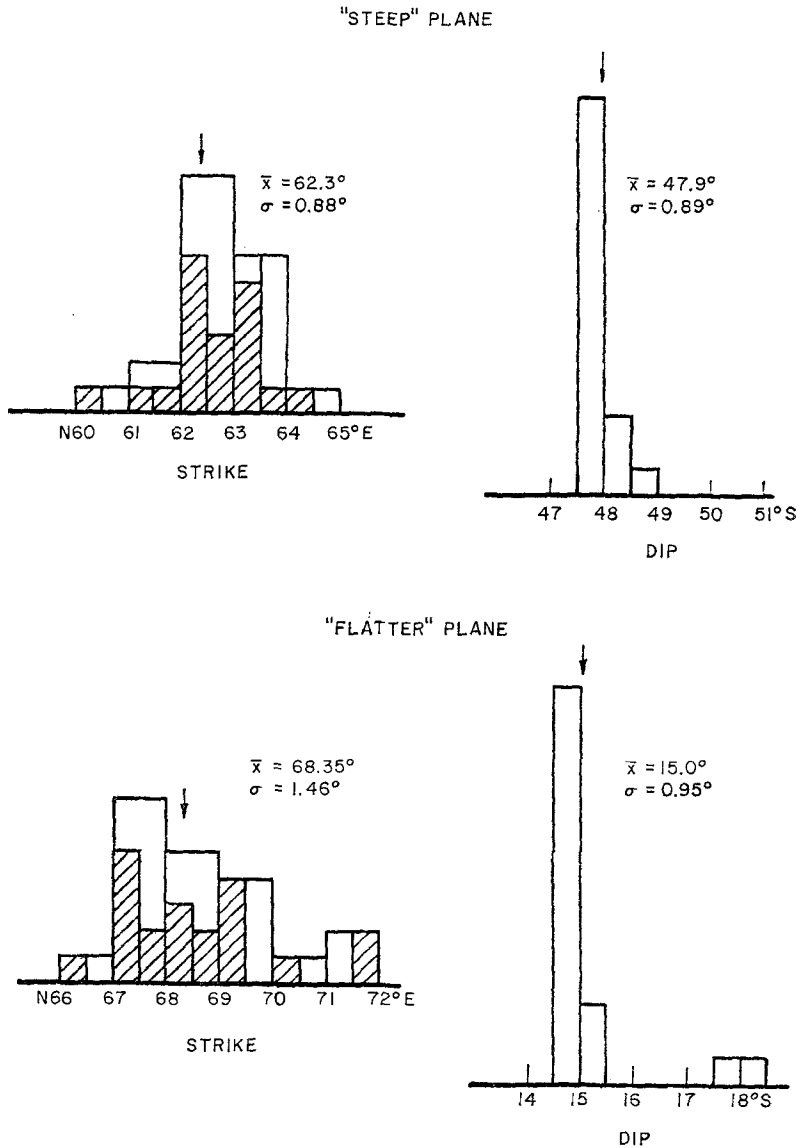 "STEEP" PLANE
x̅ = 62.3°
σ = 0.88°
N60 61 62 63 64 65° E
STRIKE
x̅ = 47.9°
σ = 0.89°
47 48 49 50 51° S
DIP
"FLATTER" PLANE
x̅ = 68.35°
σ = 1.46°
N66 67 68 69 70 71 72° E
STRIKE
x̅ = 15.0°
σ = 0.95°
14 15 16 17 18° S
DIP